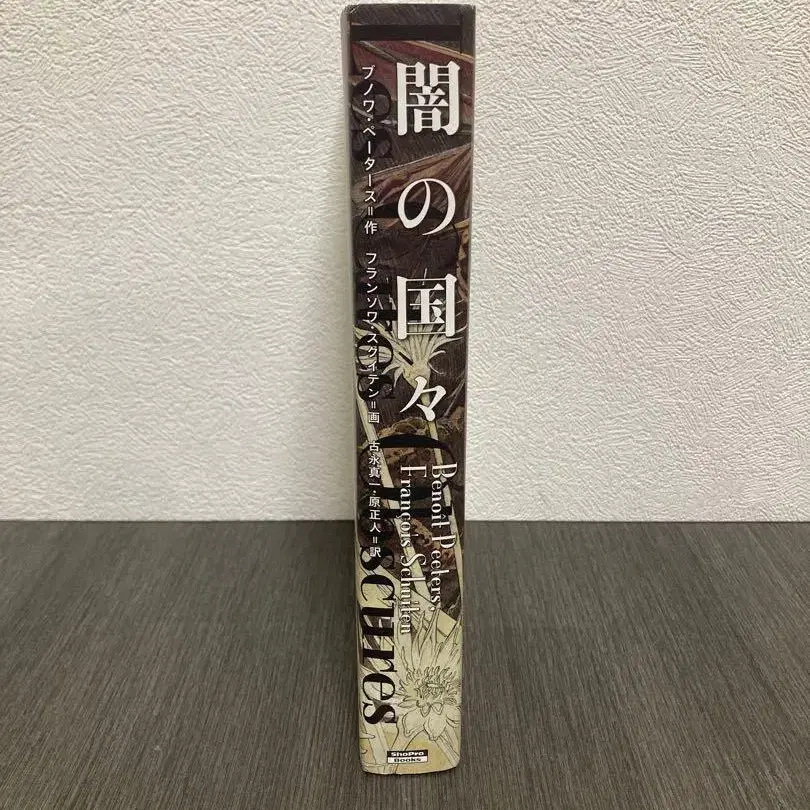 闇の国々
ブノワ・ペータース=作 フランソワ・スクイテン=画 古永真一・原正人=訳
Benoît Peeters,
François Schuiten
Les Cités Obscures
ShoPro
Books